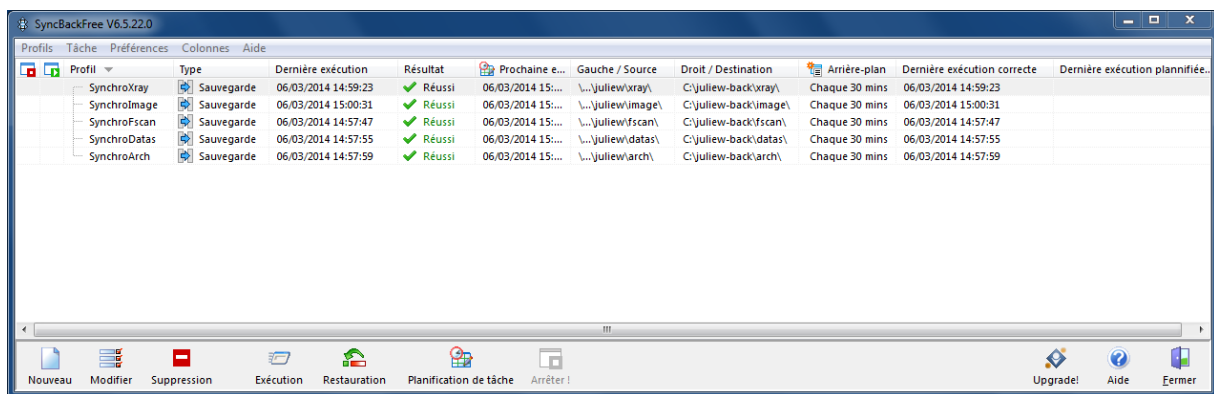 SyncBackFree V6.5.22.0
Profils Tâche Préférences Colonnes Aide
Profil Type Dernière exécution Résultat Prochaine e... Gauche / Source Droit / Destination Arrière-plan Dernière exécution correcte Dernière exécution plannifiée...
SynchroXray Sauvegarde 06/03/2014 14:59:23 Réussi 06/03/2014 15:... \...\juliew\xray\ C:\juliew-back\xray\ Chaque 30 mins 06/03/2014 14:59:23
SynchroImage Sauvegarde 06/03/2014 15:00:31 Réussi 06/03/2014 15:... \...\juliew\image\ C:\juliew-back\image\ Chaque 30 mins 06/03/2014 15:00:31
SynchroFscan Sauvegarde 06/03/2014 14:57:47 Réussi 06/03/2014 15:... \...\juliew\fscan\ C:\juliew-back\fscan\ Chaque 30 mins 06/03/2014 14:57:47
SynchroDatas Sauvegarde 06/03/2014 14:57:55 Réussi 06/03/2014 15:... \...\juliew\datas\ C:\juliew-back\datas\ Chaque 30 mins 06/03/2014 14:57:55
SynchroArch Sauvegarde 06/03/2014 14:57:59 Réussi 06/03/2014 15:... \...\juliew\arch\ C:\juliew-back\arch\ Chaque 30 mins 06/03/2014 14:57:59
Nouveau Modifier Suppression Exécution Restauration Planification de tâche Arrêter ! Upgrade! Aide Fermer